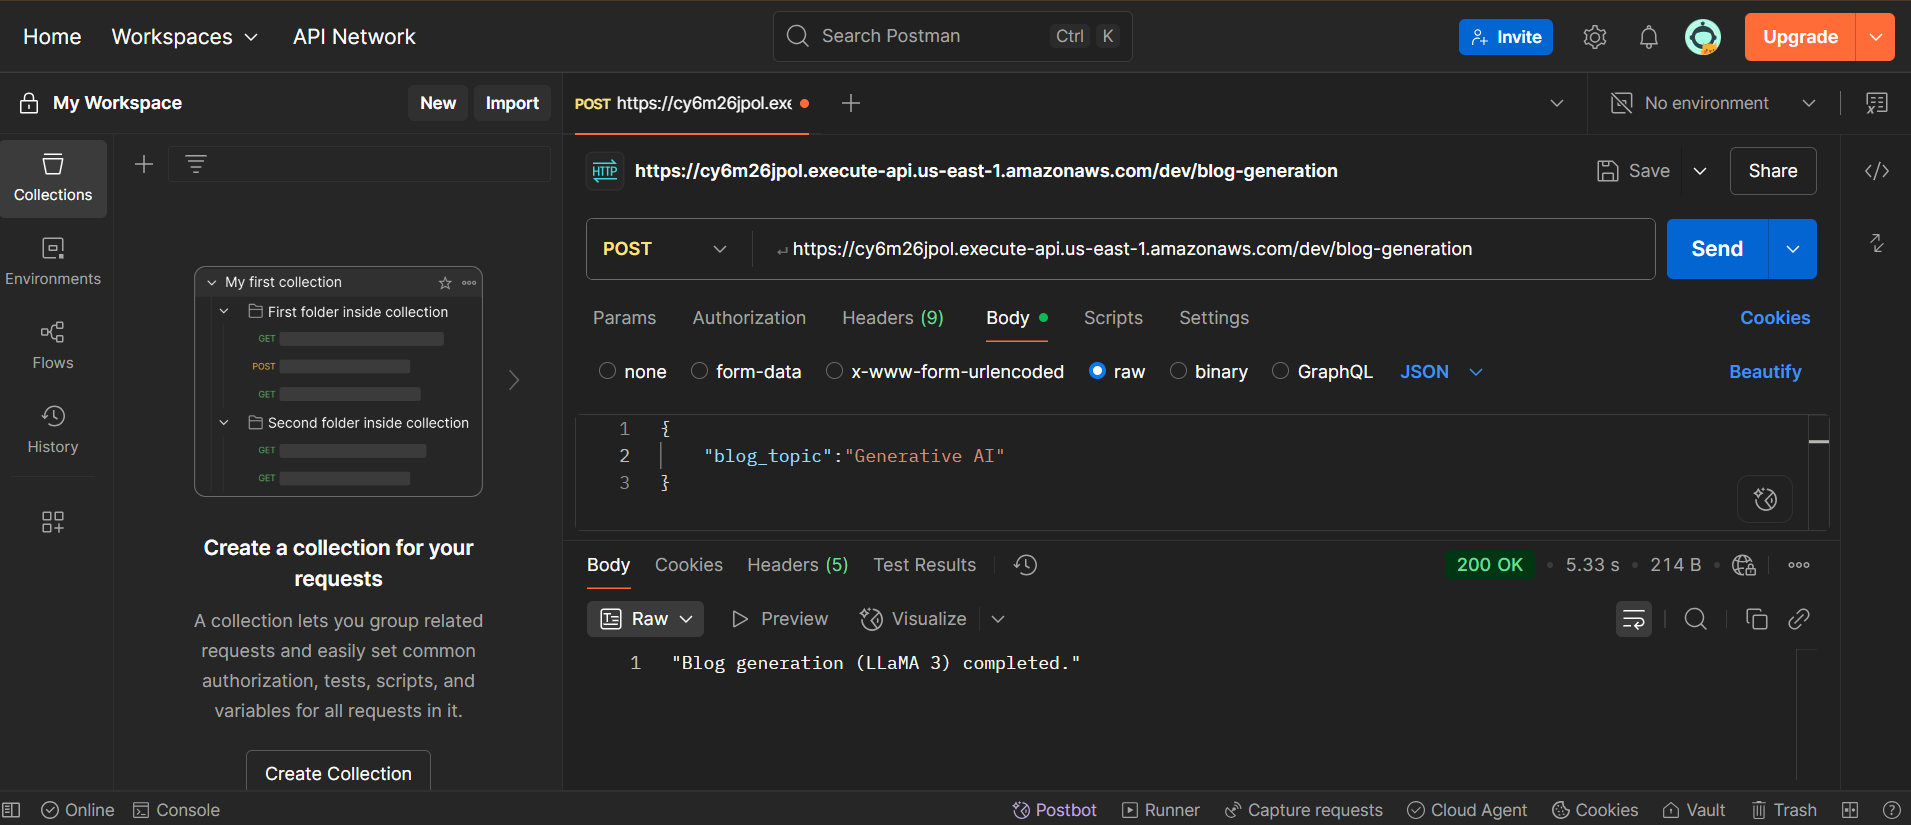 Home Workspaces API Network Search Postman Ctrl K Invite Upgrade
My Workspace New Import POST https://cy6m26jpol.exe No environment
HTTP https://cy6m26jpol.execute-api.us-east-1.amazonaws.com/dev/blog-generation Save Share
Collections
Environments
Flows
History
My first collection
First folder inside collection
GET
POST
GET
Second folder inside collection
GET
GET
Create a collection for your
requests
A collection lets you group related
requests and easily set common
authorization, tests, scripts, and
variables for all requests in it.
Create Collection
POST https://cy6m26jpol.execute-api.us-east-1.amazonaws.com/dev/blog-generation Send
Params Authorization Headers (9) Body Scripts Settings Cookies
none form-data x-www-form-urlencoded raw binary GraphQL JSON Beautify
1 {
2 "blog_topic":"Generative AI"
3 }
Body Cookies Headers (5) Test Results 200 OK • 5.33 s • 214 B •
Raw Preview Visualize
1 "Blog generation (LLaMA 3) completed."
Online Console Postbot Runner Capture requests Cloud Agent Cookies Vault Trash